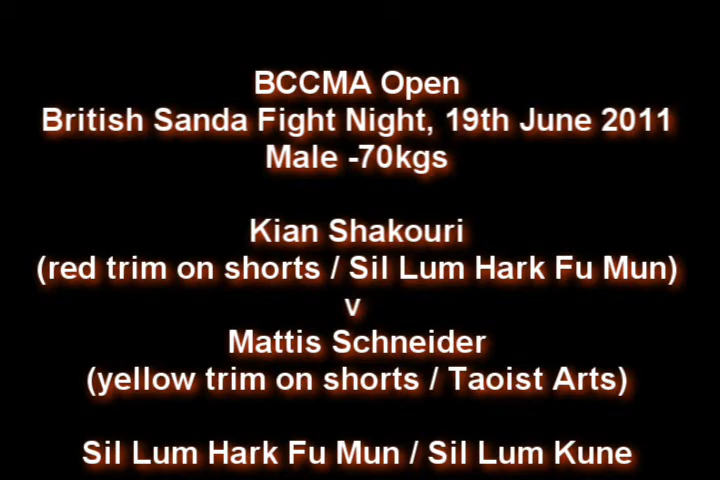 BCCMA Open
British Sanda Fight Night, 19th June 2011
Male -70kgs
Kian Shakouri
(red trim on shorts / Sil Lum Hark Fu Mun)
v
Mattis Schneider
(yellow trim on shorts / Taoist Arts)
Sil Lum Hark Fu Mun / Sil Lum Kune